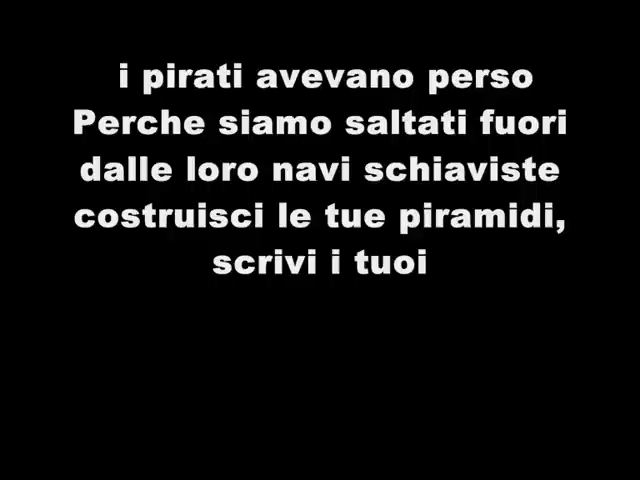 i pirati avevano perso
Perche siamo saltati fuori
dalle loro navi schiaviste
costruisci le tue piramidi,
scrivi i tuoi